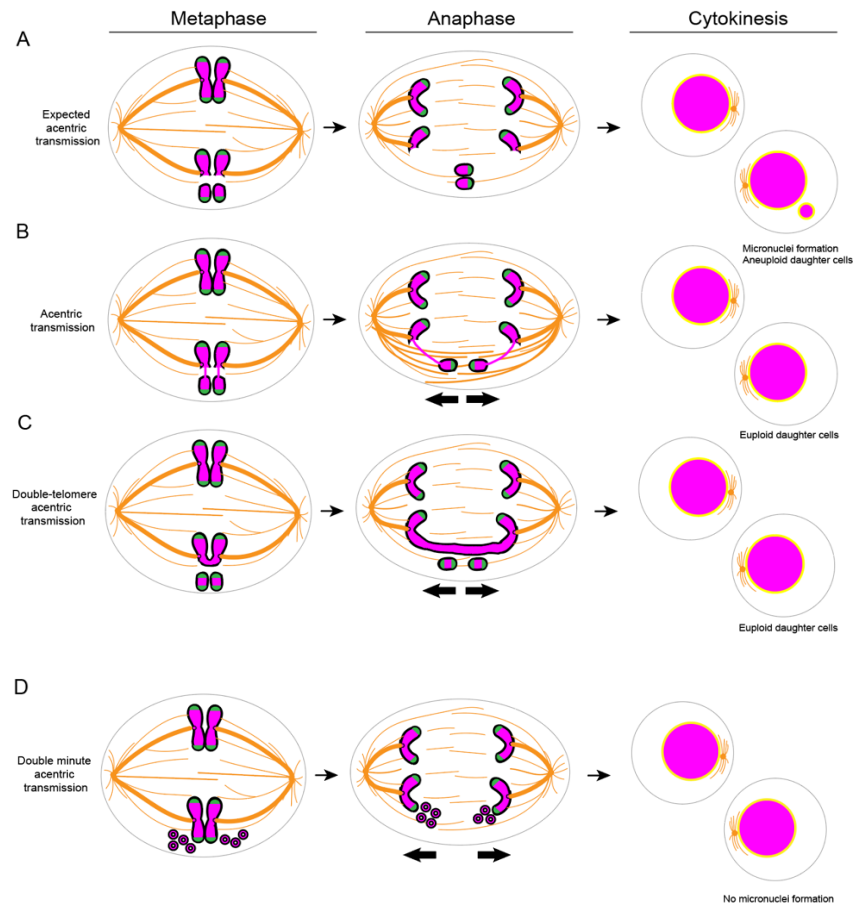 Metaphase
Anaphase
Cytokinesis
A
Expected
acentric
transmission
Micronuclei formation
Aneuploid daughter cells
B
Acentric
transmission
Euploid daughter cells
C
Double-telomere
acentric
transmission
Euploid daughter cells
D
Double minute
acentric
transmission
No micronuclei formation